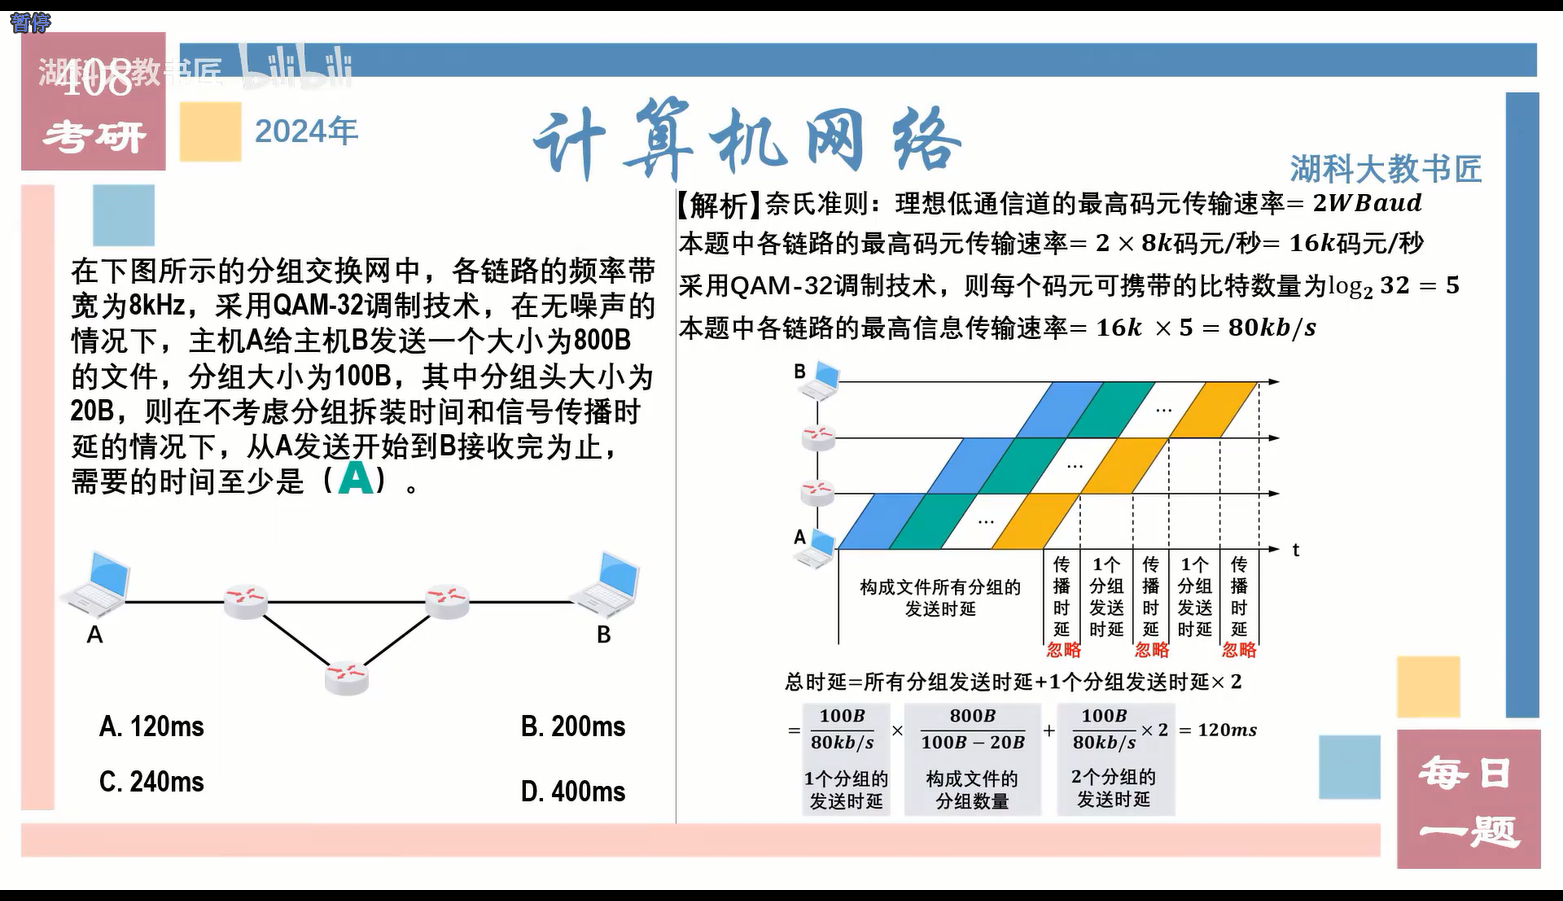 暂停
湖科大教书匠 bilibili
408
考研
2024年
计算机网络
湖科大教书匠
在下图所示的分组交换网中，各链路的频率带
宽为8kHz，采用QAM-32调制技术，在无噪声的
情况下，主机A给主机B发送一个大小为800B
的文件，分组大小为100B，其中分组头大小为
20B，则在不考虑分组拆装时间和信号传播时
延的情况下，从A发送开始到B接收完为止，
需要的时间至少是（A）。
A
B
A. 120ms
B. 200ms
C. 240ms
D. 400ms
【解析】奈氏准则：理想低通信道的最高码元传输速率= 2WBaud
本题中各链路的最高码元传输速率= 2 × 8k码元/秒= 16k码元/秒
采用QAM-32调制技术，则每个码元可携带的比特数量为log₂ 32 = 5
本题中各链路的最高信息传输速率= 16k × 5 = 80kb/s
B
...
...
A
...
t
构成文件所有分组的
发送时延
传播时延
忽略
1个分组发送时延
传播时延
忽略
1个分组发送时延
传播时延
忽略
总时延=所有分组发送时延+1个分组发送时延× 2
= 100B/80kb/s × 800B/100B − 20B + 100B/80kb/s × 2 = 120ms
1个分组的
发送时延
构成文件的
分组数量
2个分组的
发送时延
每日
一题